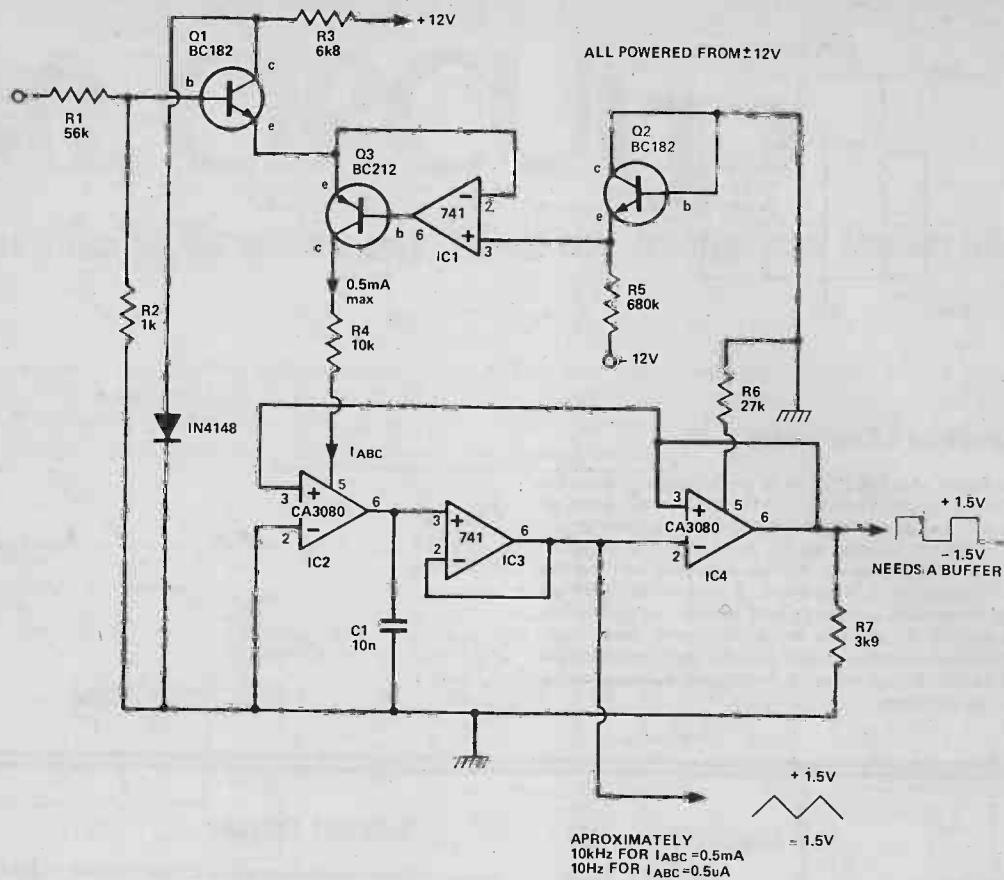 Q1
BC182
R3
6k8
+ 12V
ALL POWERED FROM ± 12V
c
b
e
R1
56k
Q3
BC212
e
b
c
741
−
2
+
3
6
IC1
Q2
BC182
c
e
b
0.5mA
max
R2
1k
R4
10k
R5
680k
− 12V
IN4148
IABC
R6
27k
3
+
5
CA3080
6
−
2
IC2
3
+
741
6
2
−
IC3
3
+
5
CA3080
6
−
2
IC4
+ 1.5V
− 1.5V
NEEDS A BUFFER
C1
10n
R7
3k9
+ 1.5V
− 1.5V
APROXIMATELY
10kHz FOR IABC =0.5mA
10Hz FOR IABC =0.5uA